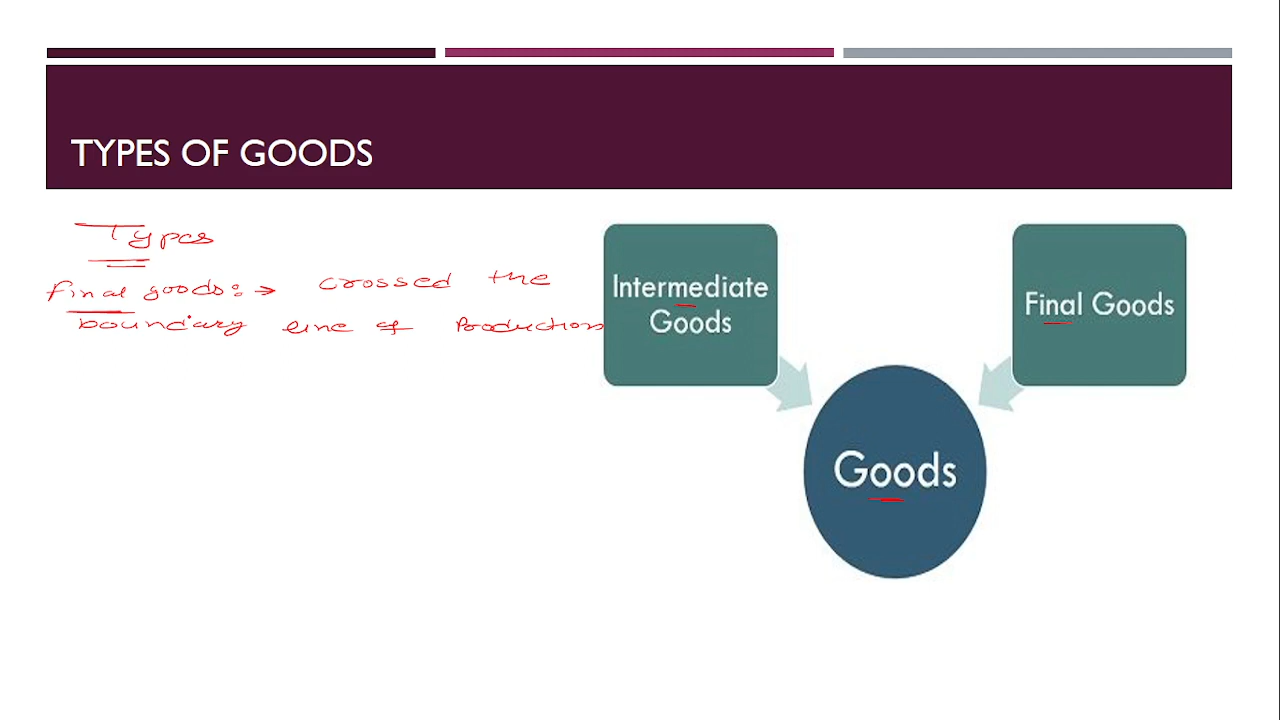 TYPES OF GOODS
Types
final goods:→ crossed the
boundary line of Production
Intermediate
Goods
Final Goods
Goods